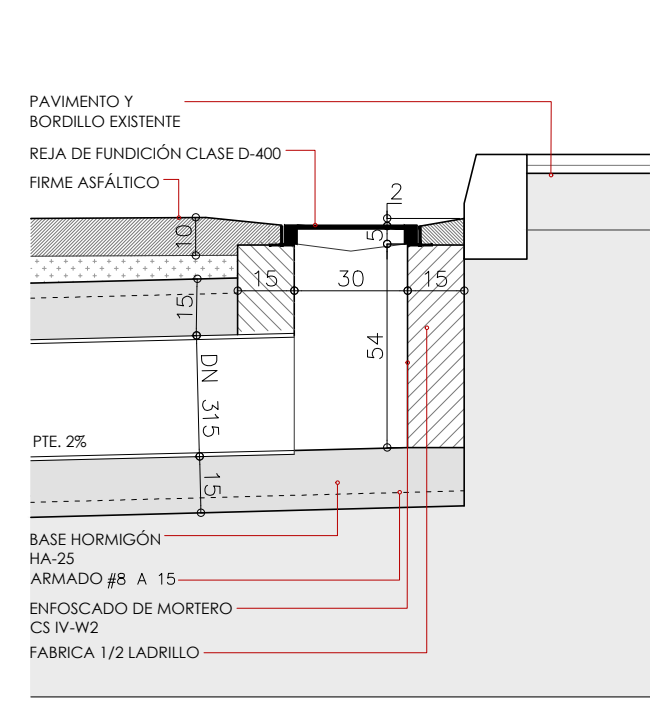 PAVIMENTO Y
BORDILLO EXISTENTE
REJA DE FUNDICIÓN CLASE D-400
FIRME ASFÁLTICO
2
5
10
15 30 15
15
54
DN 315
PTE. 2%
15
BASE HORMIGÓN
HA-25
ARMADO #8 A 15
ENFOSCADO DE MORTERO
CS IV-W2
FABRICA 1/2 LADRILLO